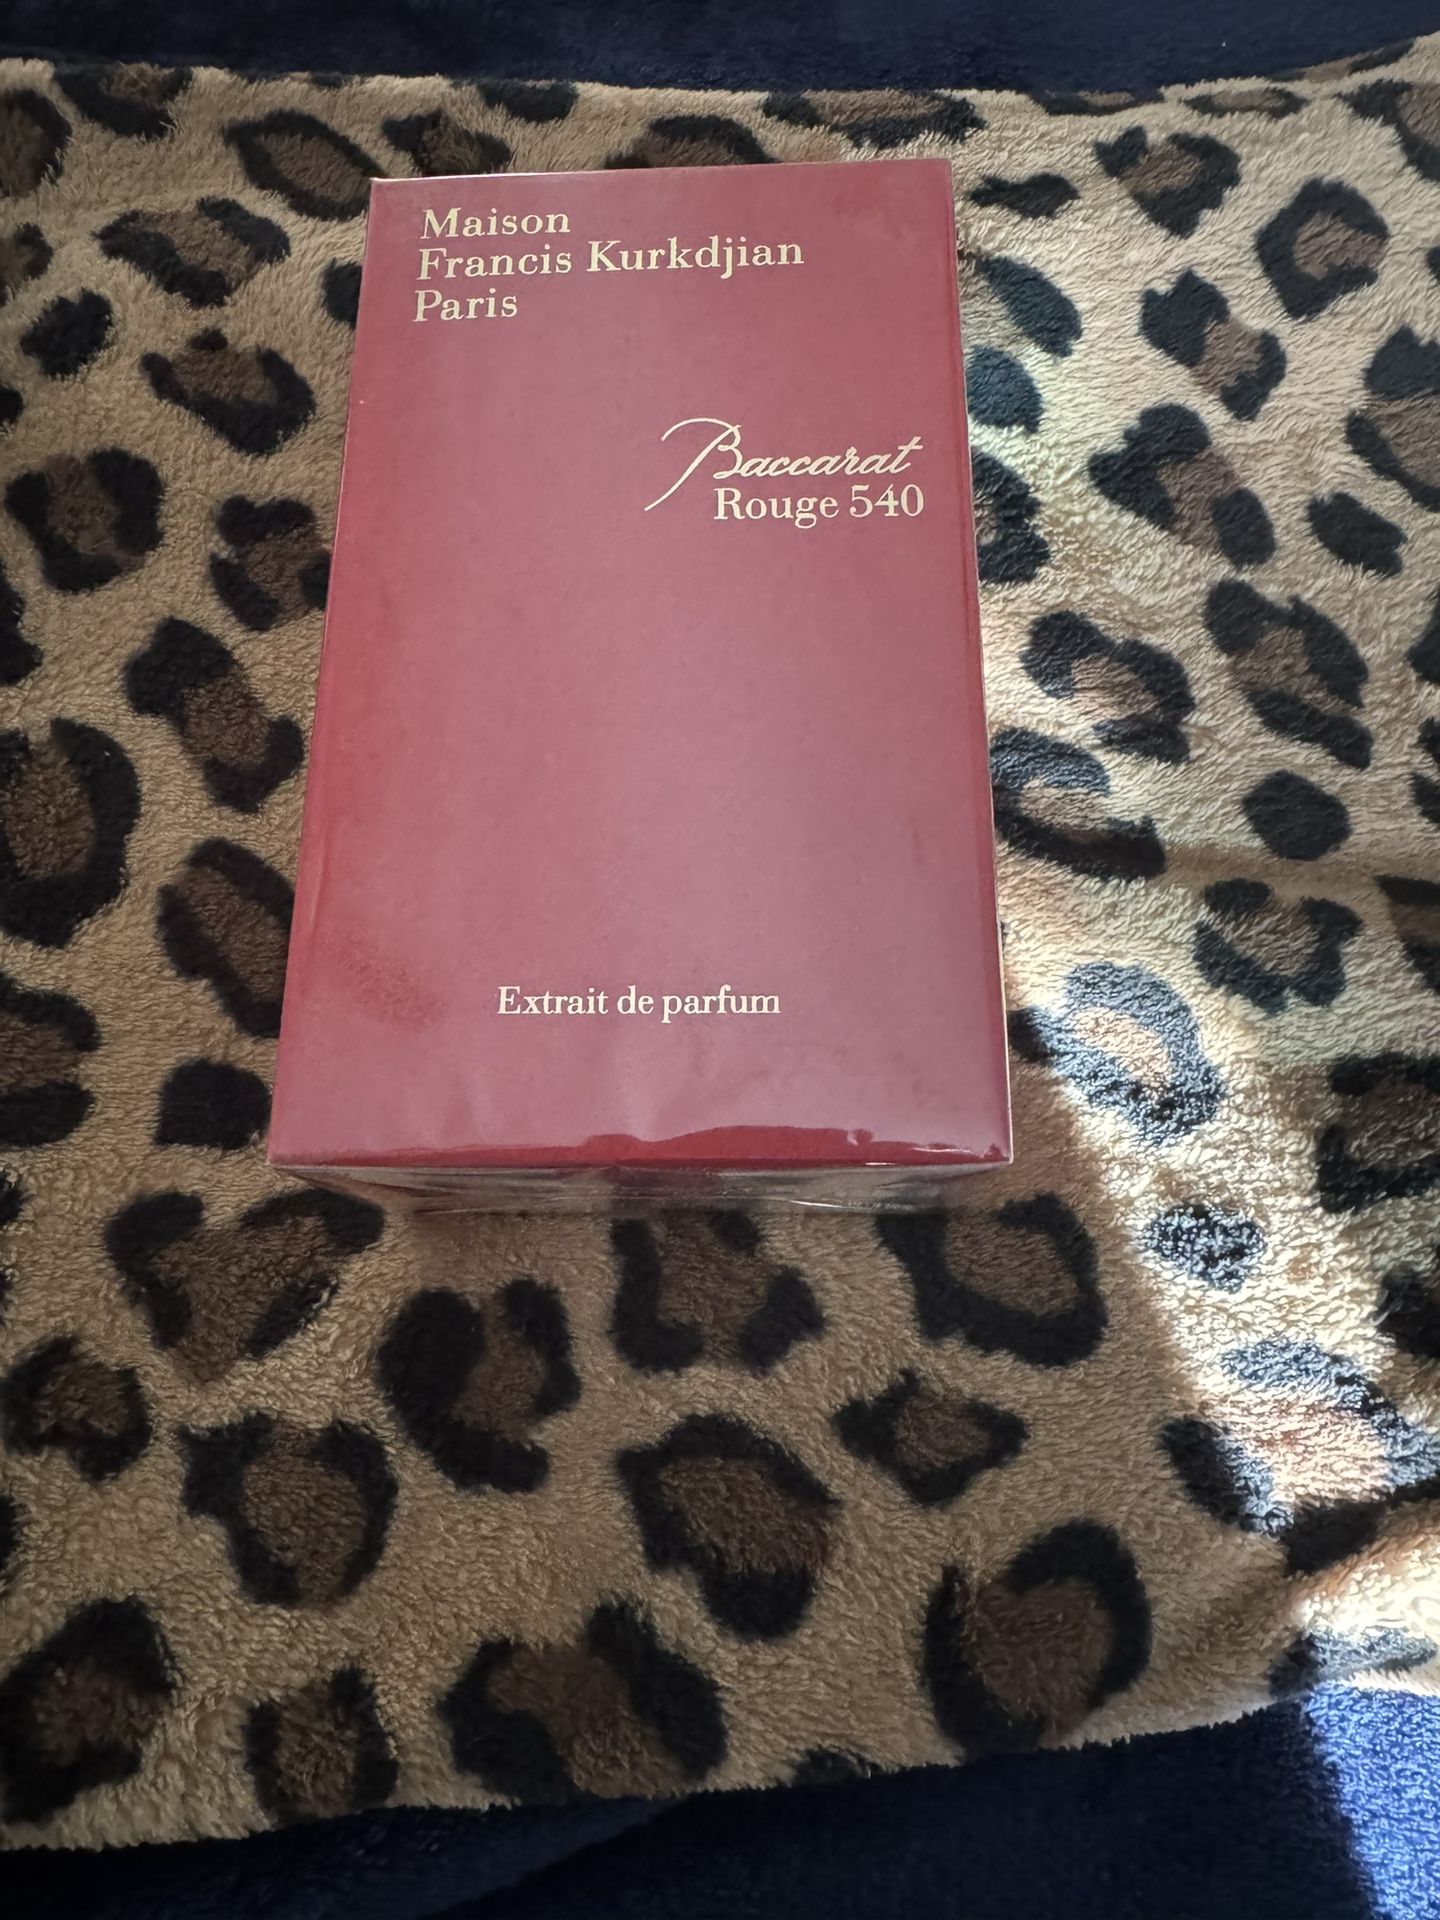 Maison
Francis Kurkdjian
Paris
Baccarat
Rouge 540
Extrait de parfum